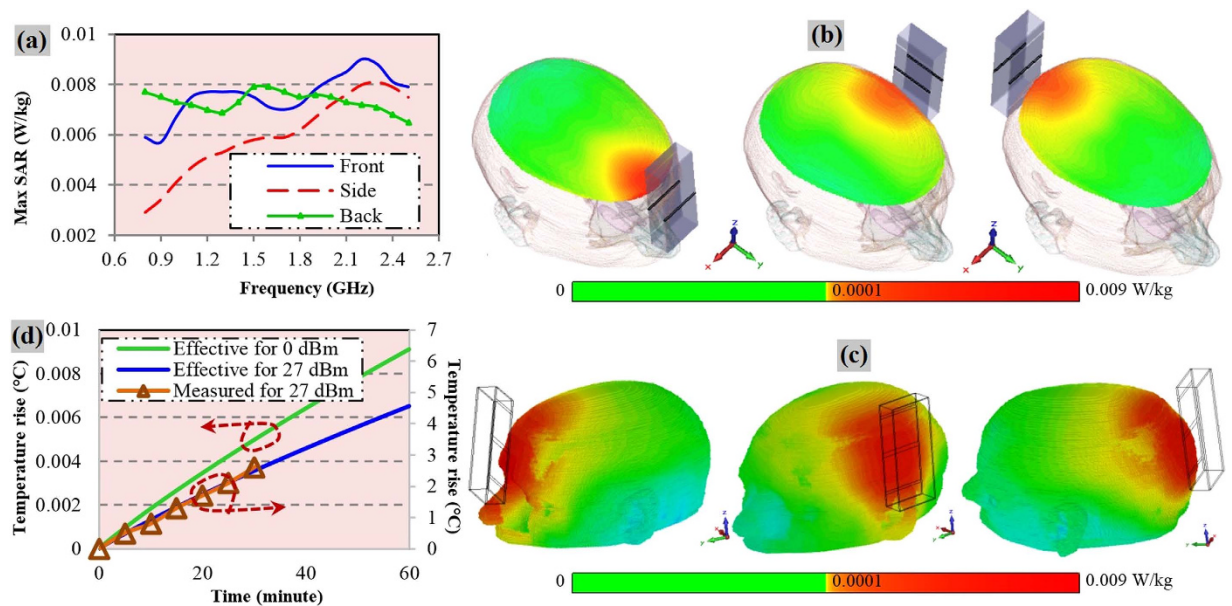 (a)
0.01
0.008
0.006
0.004
0.002
Max SAR (W/kg)
Front
Side
Back
0.6 0.9 1.2 1.5 1.8 2.1 2.4 2.7
Frequency (GHz)
(b)
z
x
y
z
x
y
z
x
y
0 0.0001 0.009 W/kg
(d)
0.01
0.008
0.006
0.004
0.002
0
Temperature rise (°C)
Effective for 0 dBm
Effective for 27 dBm
Measured for 27 dBm
7
6
5
4
3
2
1
0
Temperature rise (°C)
0 20 40 60
Time (minute)
(c)
z
x
y
z
x
y
z
x
y
0 0.0001 0.009 W/kg